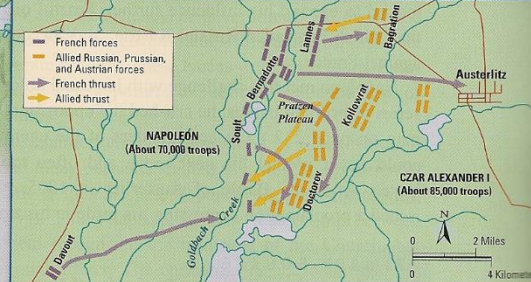 French forces
Allied Russian, Prussian,
and Austrian forces
French thrust
Allied thrust
Lannes
Bagration
Bernadotte
Austerlitz
Pratzen
Plateau
Kollowrat
NAPOLEON
(About 70,000 troops)
Soult
CZAR ALEXANDER I
(About 85,000 troops)
Doctorov
Goldbach Creek
Davout
N
0 2 Miles
0 4 Kilomete